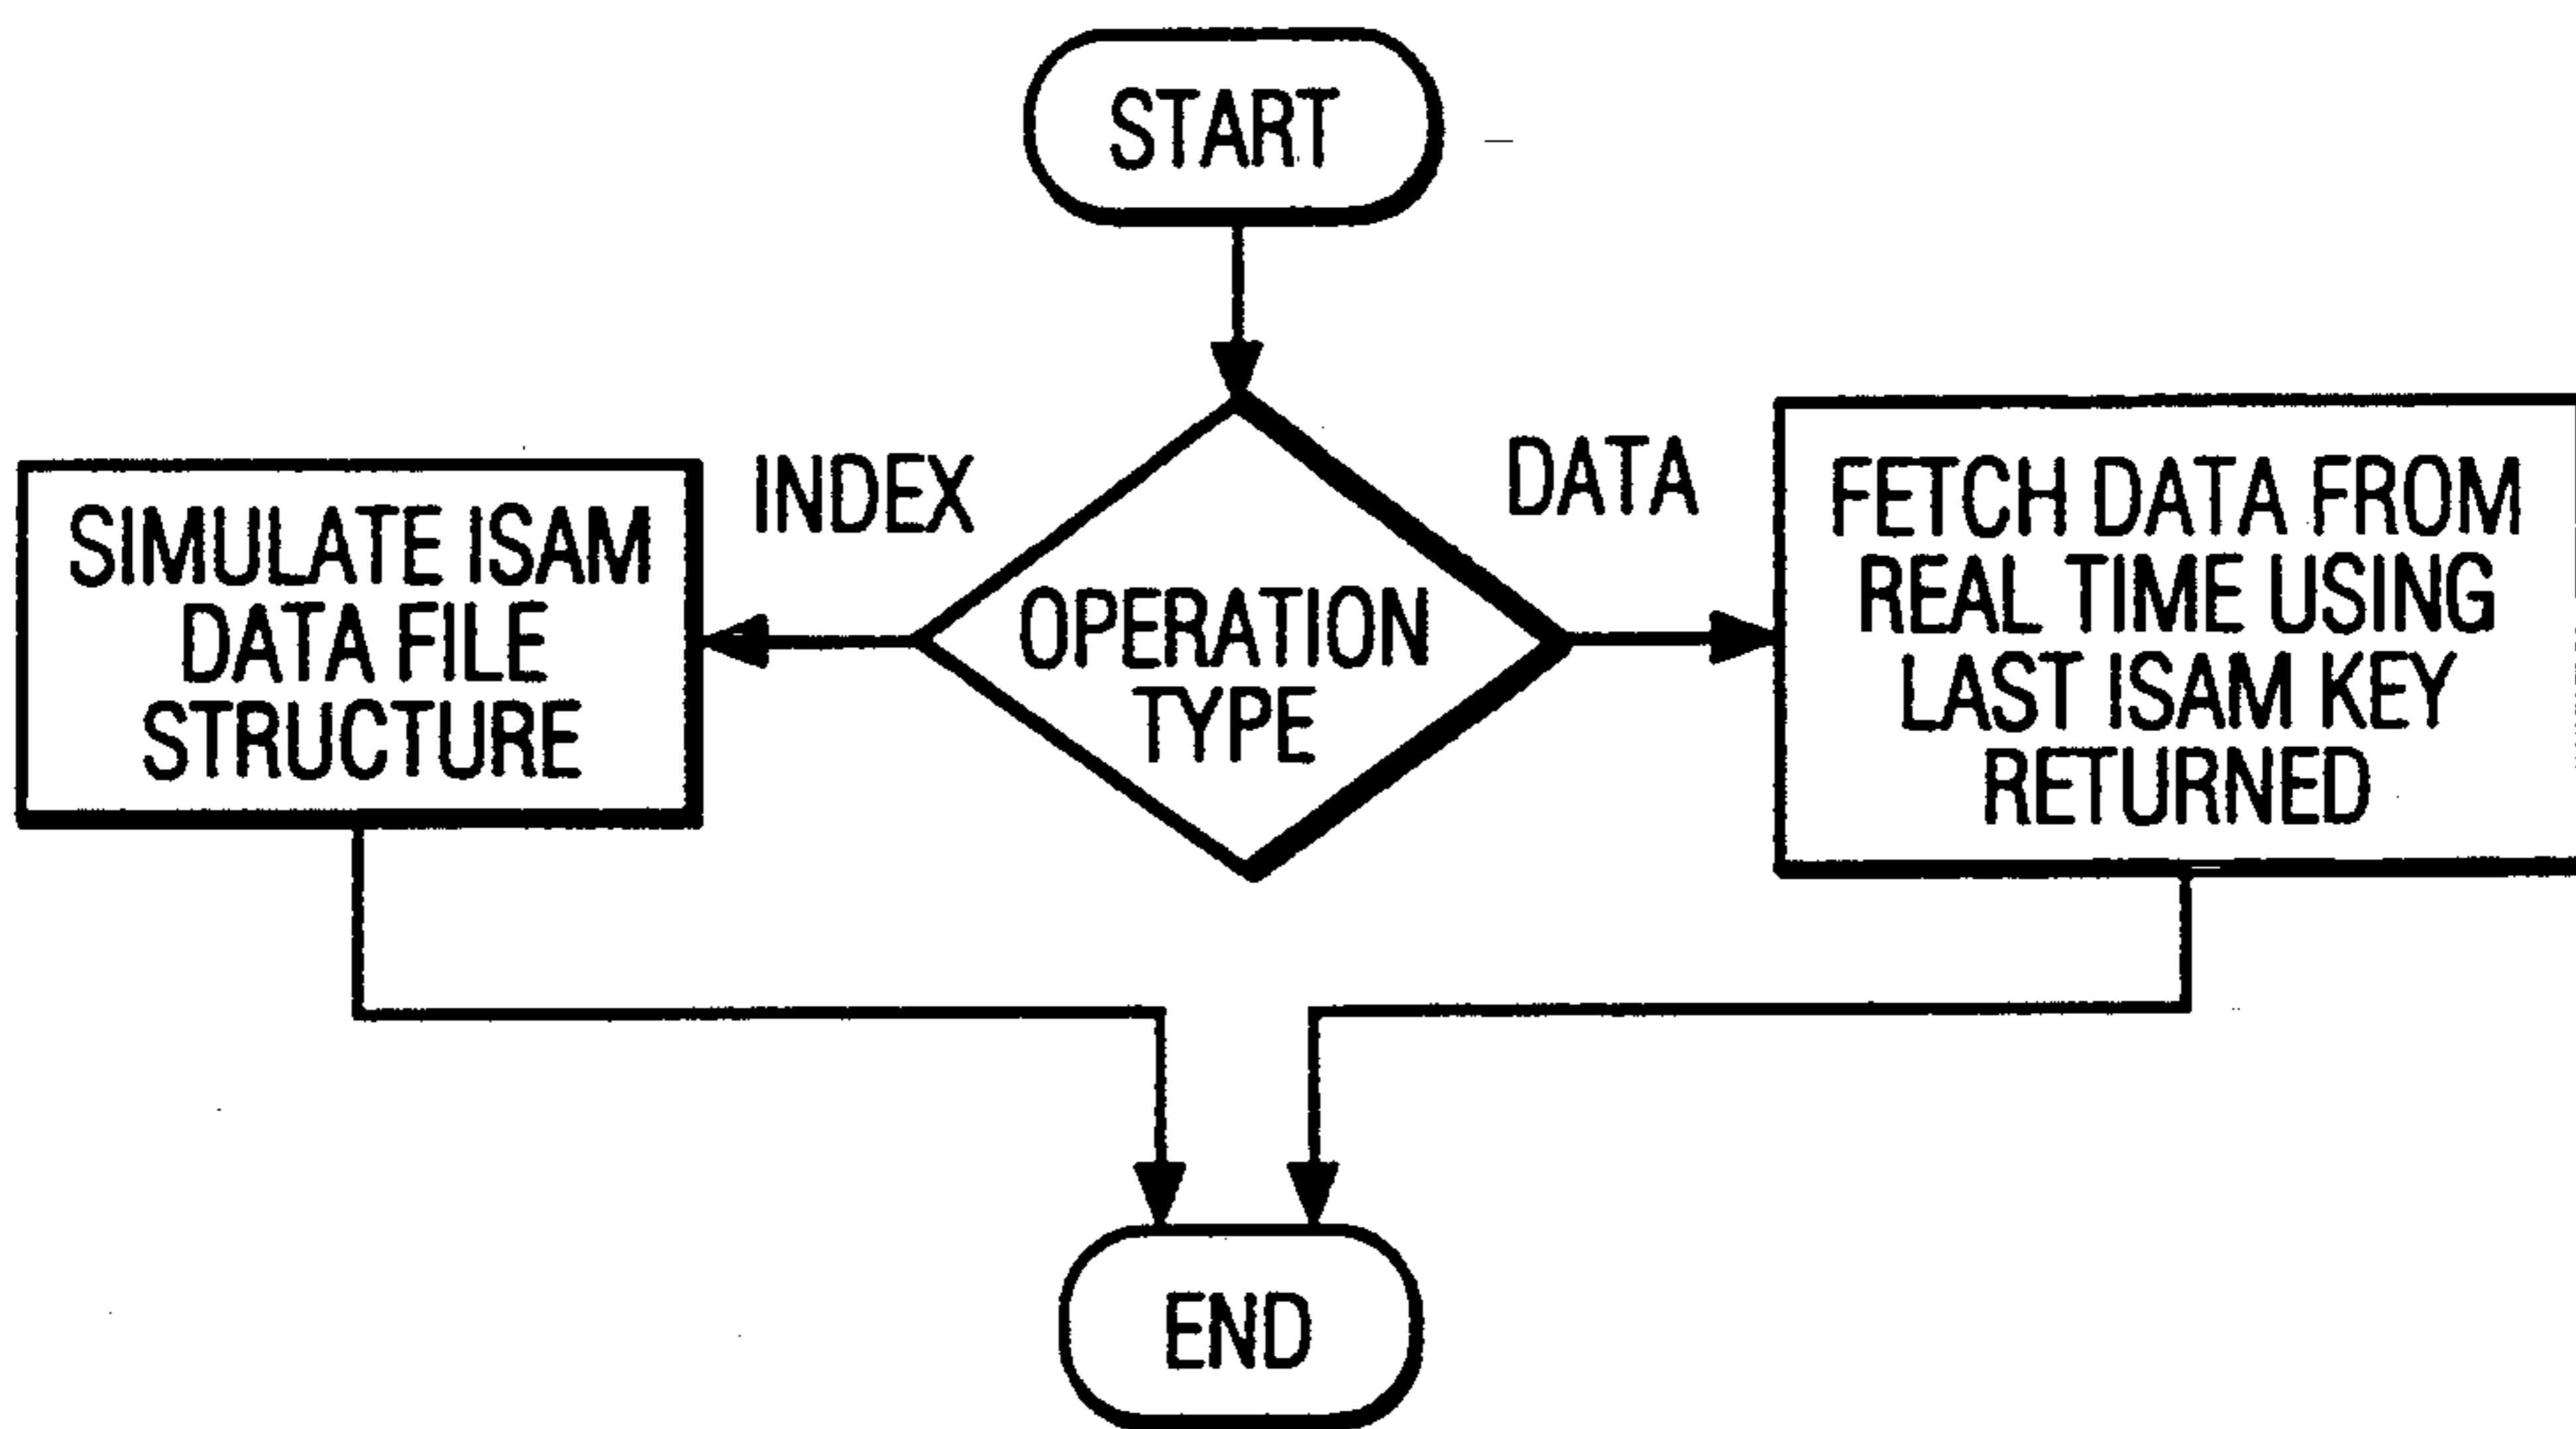 START
INDEX
DATA
SIMULATE ISAM
DATA FILE
STRUCTURE
OPERATION
TYPE
FETCH DATA FROM
REAL TIME USING
LAST ISAM KEY
RETURNED
END